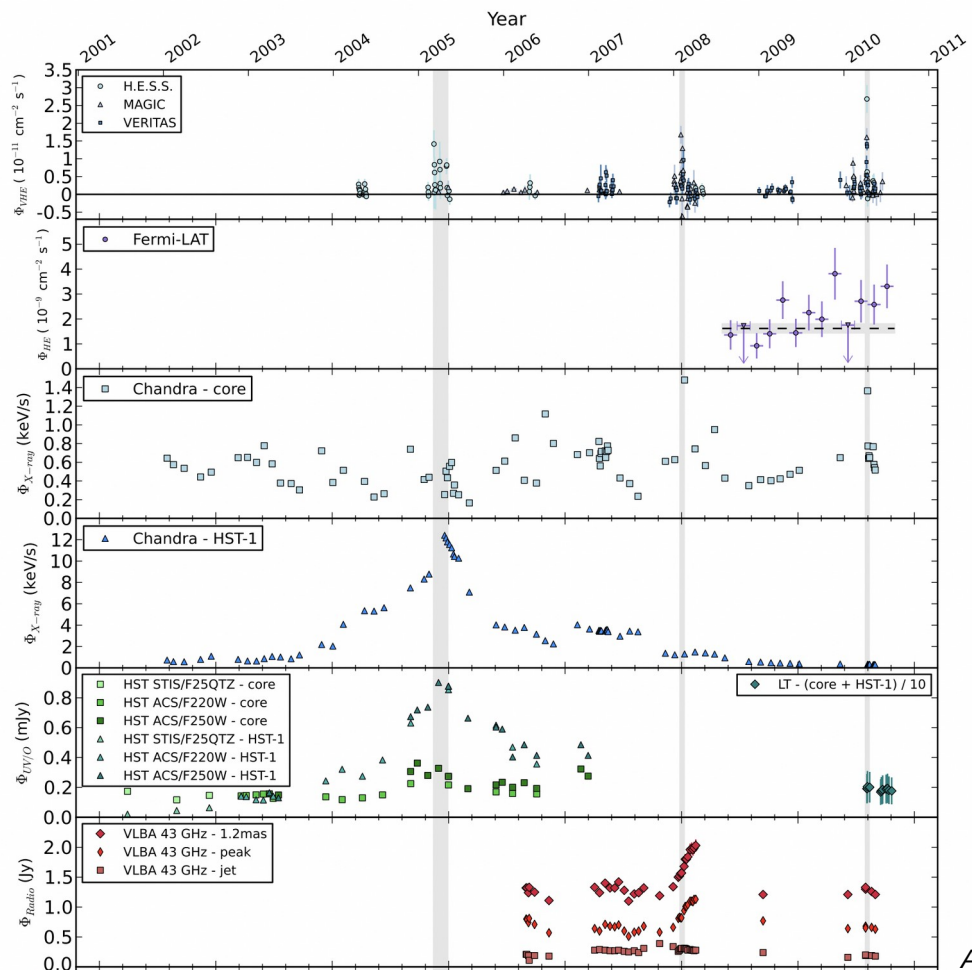 Year
2001 2002 2003 2004 2005 2006 2007 2008 2009 2010 2011
Φ_VHE ( 10⁻¹¹ cm⁻² s⁻¹)
3.5
2.5
1.5
0.5
0
-0.5
H.E.S.S.
MAGIC
VERITAS
Φ_HE ( 10⁻⁹ cm⁻² s⁻¹)
5
4
3
2
1
0
Fermi-LAT
Φ_X−ray (keV/s)
1.4
1.2
1.0
0.8
0.6
0.4
0.2
0.0
Chandra - core
Φ_X−ray (keV/s)
12
10
8
6
4
2
0
Chandra - HST-1
Φ_UV/O (mJy)
0.8
0.6
0.4
0.2
0.0
HST STIS/F25QTZ - core
HST ACS/F220W - core
HST ACS/F250W - core
HST STIS/F25QTZ - HST-1
HST ACS/F220W - HST-1
HST ACS/F250W - HST-1
LT - (core + HST-1) / 10
Φ_Radio (Jy)
2.0
1.5
1.0
0.5
0.0
VLBA 43 GHz - 1.2mas
VLBA 43 GHz - peak
VLBA 43 GHz - jet
A